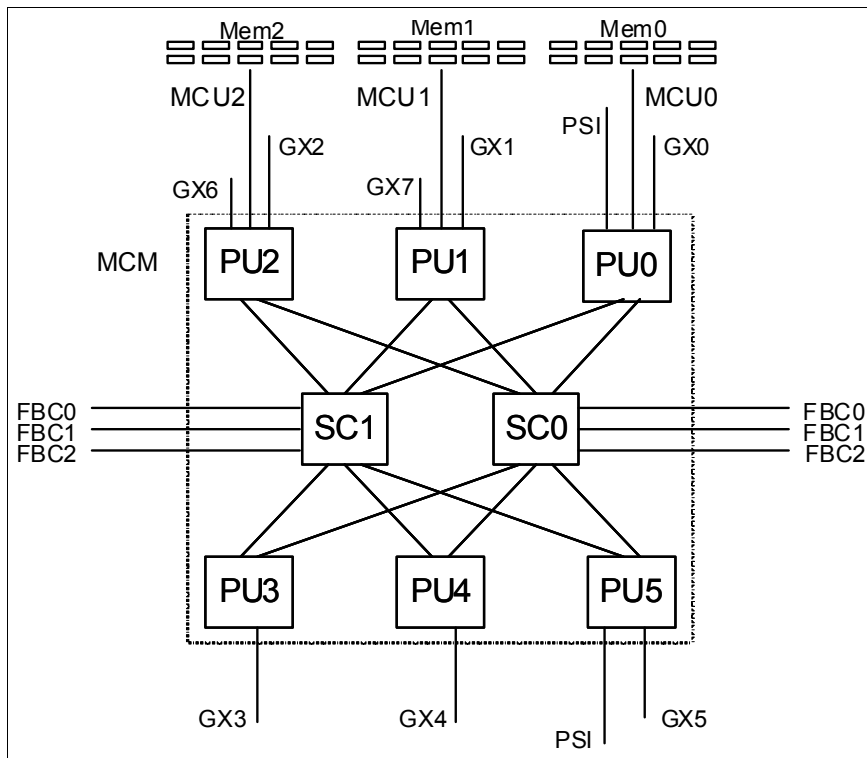 Mem2 Mem1 Mem0
MCU2 MCU1 MCU0
PSI
GX2 GX1 GX0
GX6 GX7
MCM
PU2 PU1 PU0
FBC0 FBC0
FBC1 SC1 SC0 FBC1
FBC2 FBC2
PU3 PU4 PU5
GX3 GX4 GX5
PSI